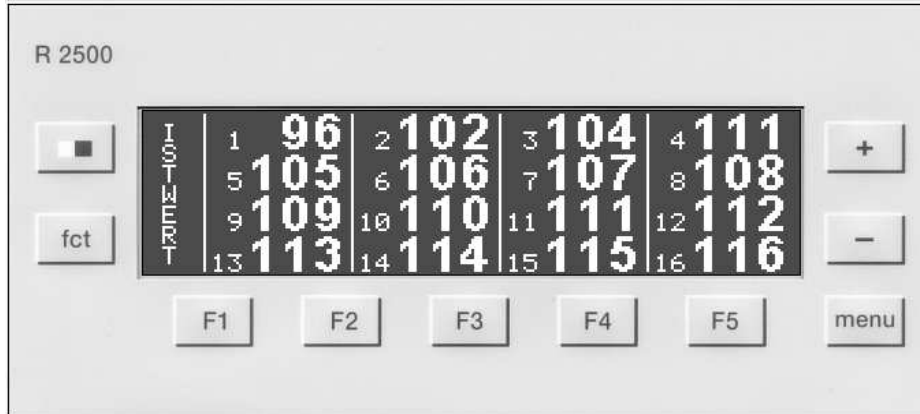 R 2500
ISTWERT
1 96 2 102 3 104 4 111
5 105 6 106 7 107 8 108
9 109 10 110 11 111 12 112
13 113 14 114 15 115 16 116
+
fct
−
F1 F2 F3 F4 F5 menu